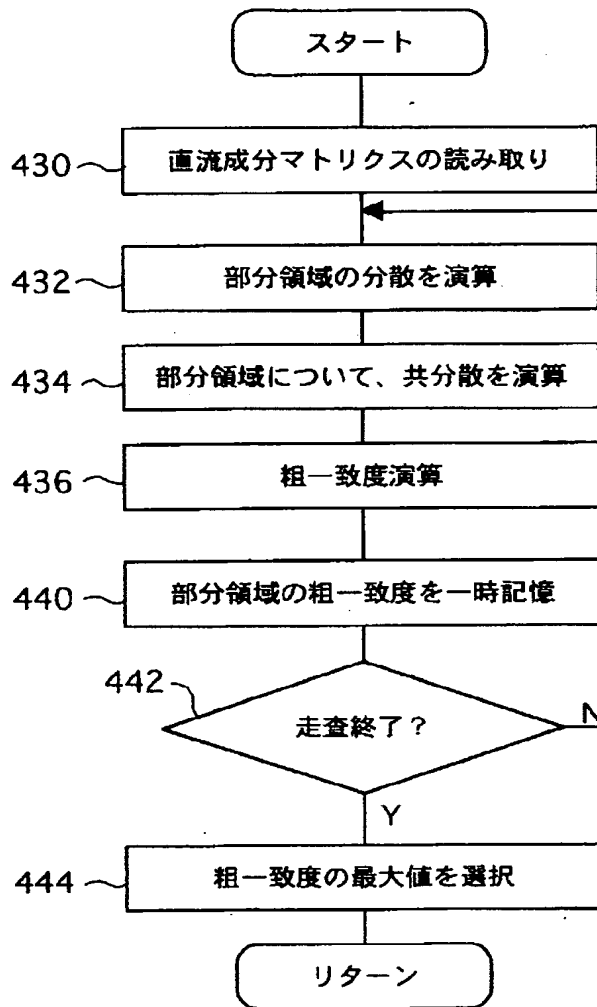 スタート
430 直流成分マトリクスの読み取り
432 部分領域の分散を演算
434 部分領域について、共分散を演算
436 粗一致度演算
440 部分領域の粗一致度を一時記憶
442
走査終了？
N
Y
444 粗一致度の最大値を選択
リターン